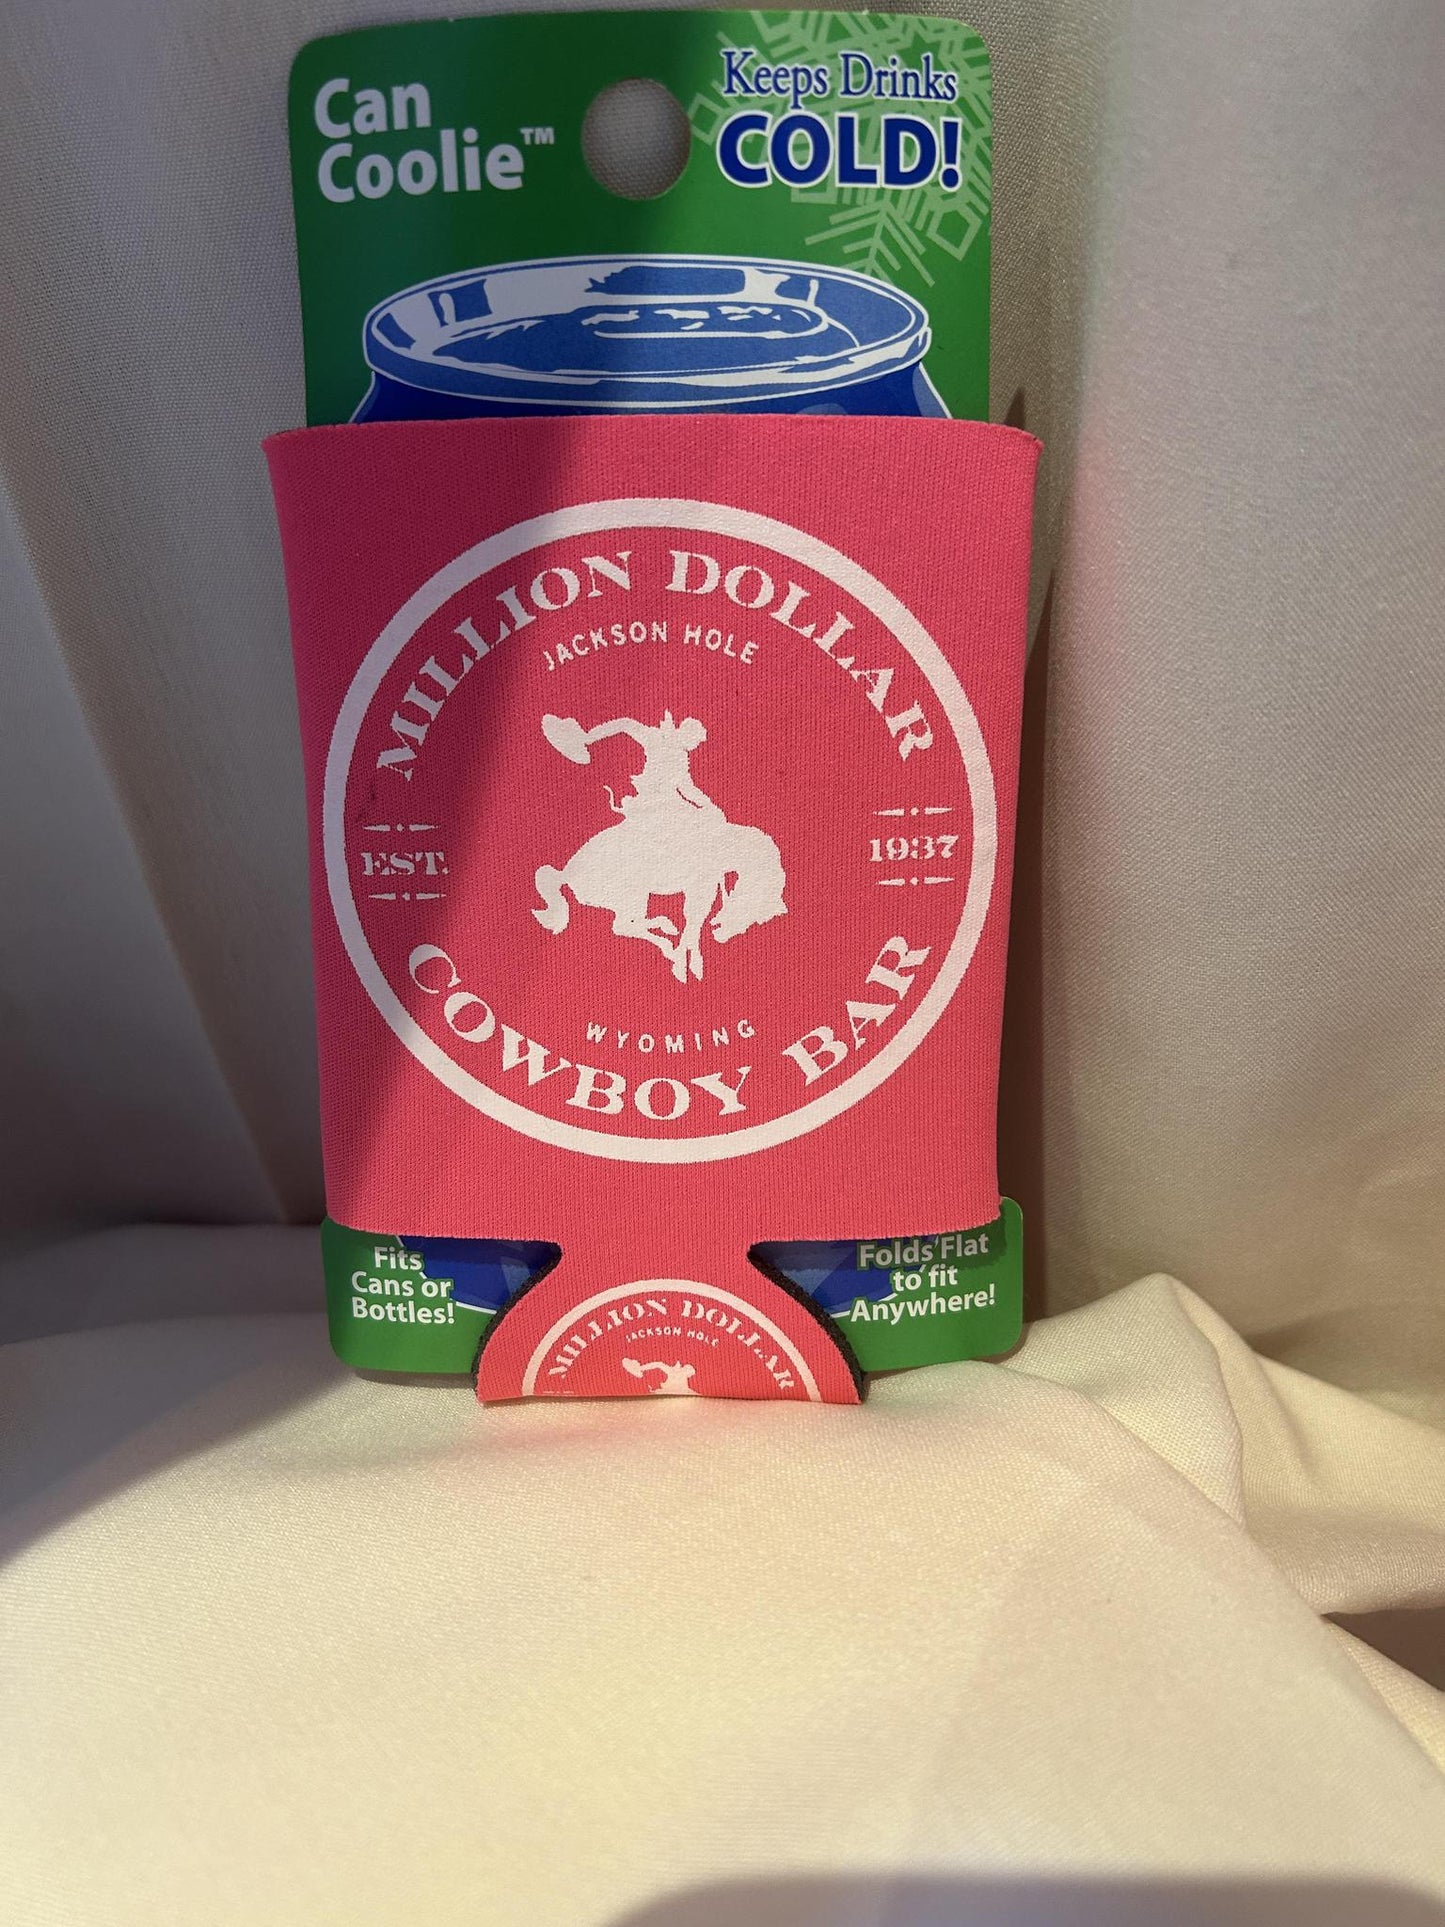 Can
Coolie™
Keeps Drinks
COLD!
MILLION DOLLAR
JACKSON HOLE
EST.
1937
WYOMING
COWBOY BAR
Fits
Cans or
Bottles!
Folds Flat
to fit
Anywhere!
MILLION DOLLAR
JACKSON HOLE